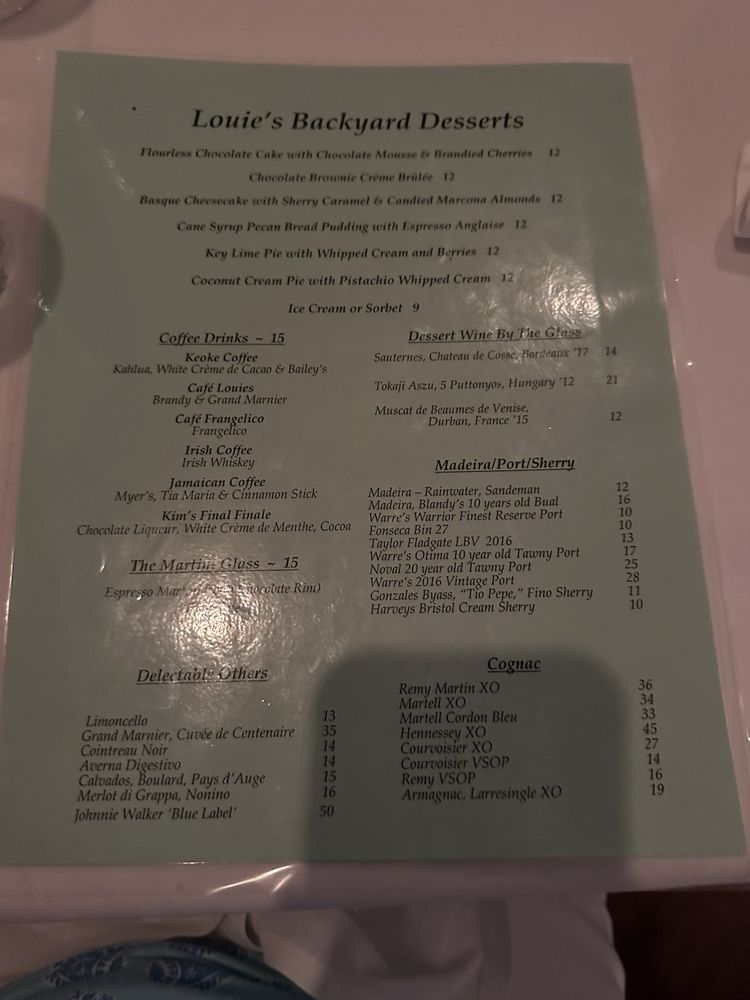 Louie's Backyard Desserts
Flourless Chocolate Cake with Chocolate Mousse & Brandied Cherries 12
Chocolate Brownie Crème Brûlée 12
Basque Cheesecake with Sherry Caramel & Candied Marcona Almonds 12
Cane Syrup Pecan Bread Pudding with Espresso Anglaise 12
Key Lime Pie with Whipped Cream and Berries 12
Coconut Cream Pie with Pistachio Whipped Cream 12
Ice Cream or Sorbet 9
Coffee Drinks ~ 15
Keoke Coffee
Kahlua, White Crème de Cacao & Bailey's
Café Louies
Brandy & Grand Marnier
Café Frangelico
Frangelico
Irish Coffee
Irish Whiskey
Jamaican Coffee
Myer's, Tia Maria & Cinnamon Stick
Kim's Final Finale
Chocolate Liqueur, White Crème de Menthe, Cocoa
The Martini Glass ~ 15
Espresso Chocolate Rim)
Delectable Others
Limoncello 13
Grand Marnier, Cuvée de Centenaire 35
Cointreau Noir 14
Averna Digestivo 14
Calvados, Boulard, Pays d'Auge 15
Merlot di Grappa, Nonino 16
Johnnie Walker 'Blue Label' 50
Dessert Wine By The Glass
Sauternes, Chateau de Cosse, Bordeaux '17 14
Tokaji Aszu, 5 Puttonyos, Hungary '12 21
Muscat de Beaumes de Venise,
Durban, France '15 12
Madeira/Port/Sherry
Madeira – Rainwater, Sandeman 12
Madeira, Blandy's 10 years old Bual 16
Warre's Warrior Finest Reserve Port 10
Fonseca Bin 27 10
Taylor Fladgate LBV 2016 13
Warre's Otima 10 year old Tawny Port 17
Noval 20 year old Tawny Port 25
Warre's 2016 Vintage Port 28
Gonzales Byass, "Tio Pepe," Fino Sherry 11
Harveys Bristol Cream Sherry 10
Cognac
Remy Martin XO 36
Martell XO 34
Martell Cordon Bleu 33
Hennessey XO 45
Courvoisier XO 27
Courvoisier VSOP 14
Remy VSOP 16
Armagnac, Larresingle XO 19